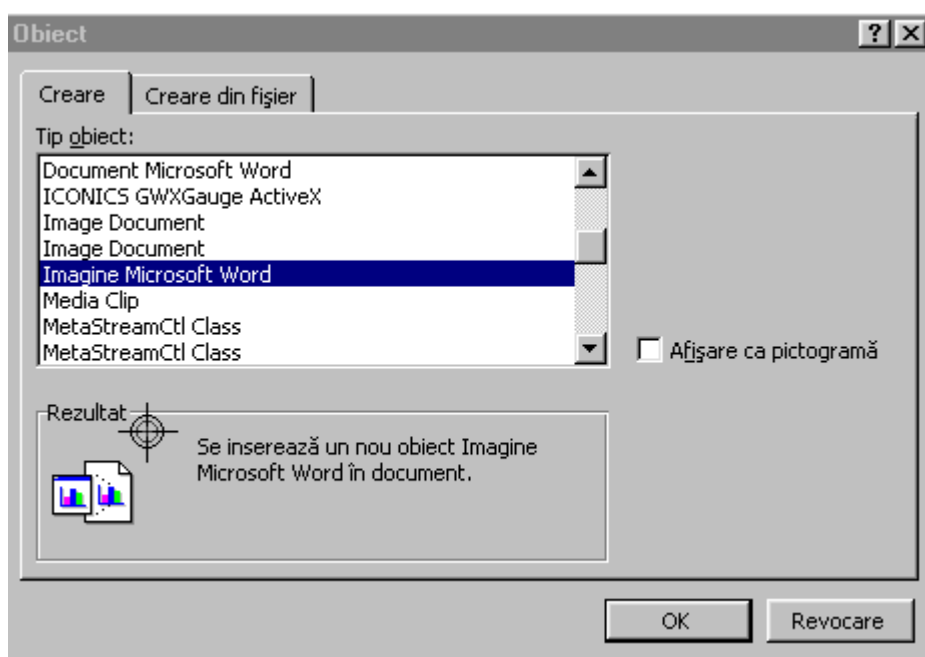 Obiect
Creare
Creare din fişier
Tip obiect:
Document Microsoft Word
ICONICS GWXGauge ActiveX
Image Document
Image Document
Imagine Microsoft Word
Media Clip
MetaStreamCtl Class
MetaStreamCtl Class
Afişare ca pictogramă
Rezultat
Se inserează un nou obiect Imagine
Microsoft Word în document.
OK
Revocare